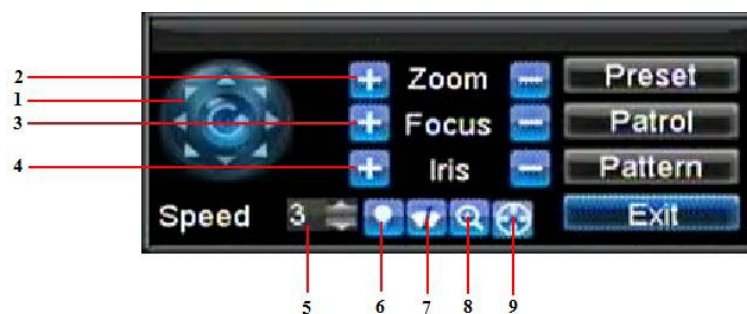 2 + Zoom − Preset
1
3 + Focus − Patrol
4 + Iris − Pattern
Speed 3 Exit
5 6 7 8 9